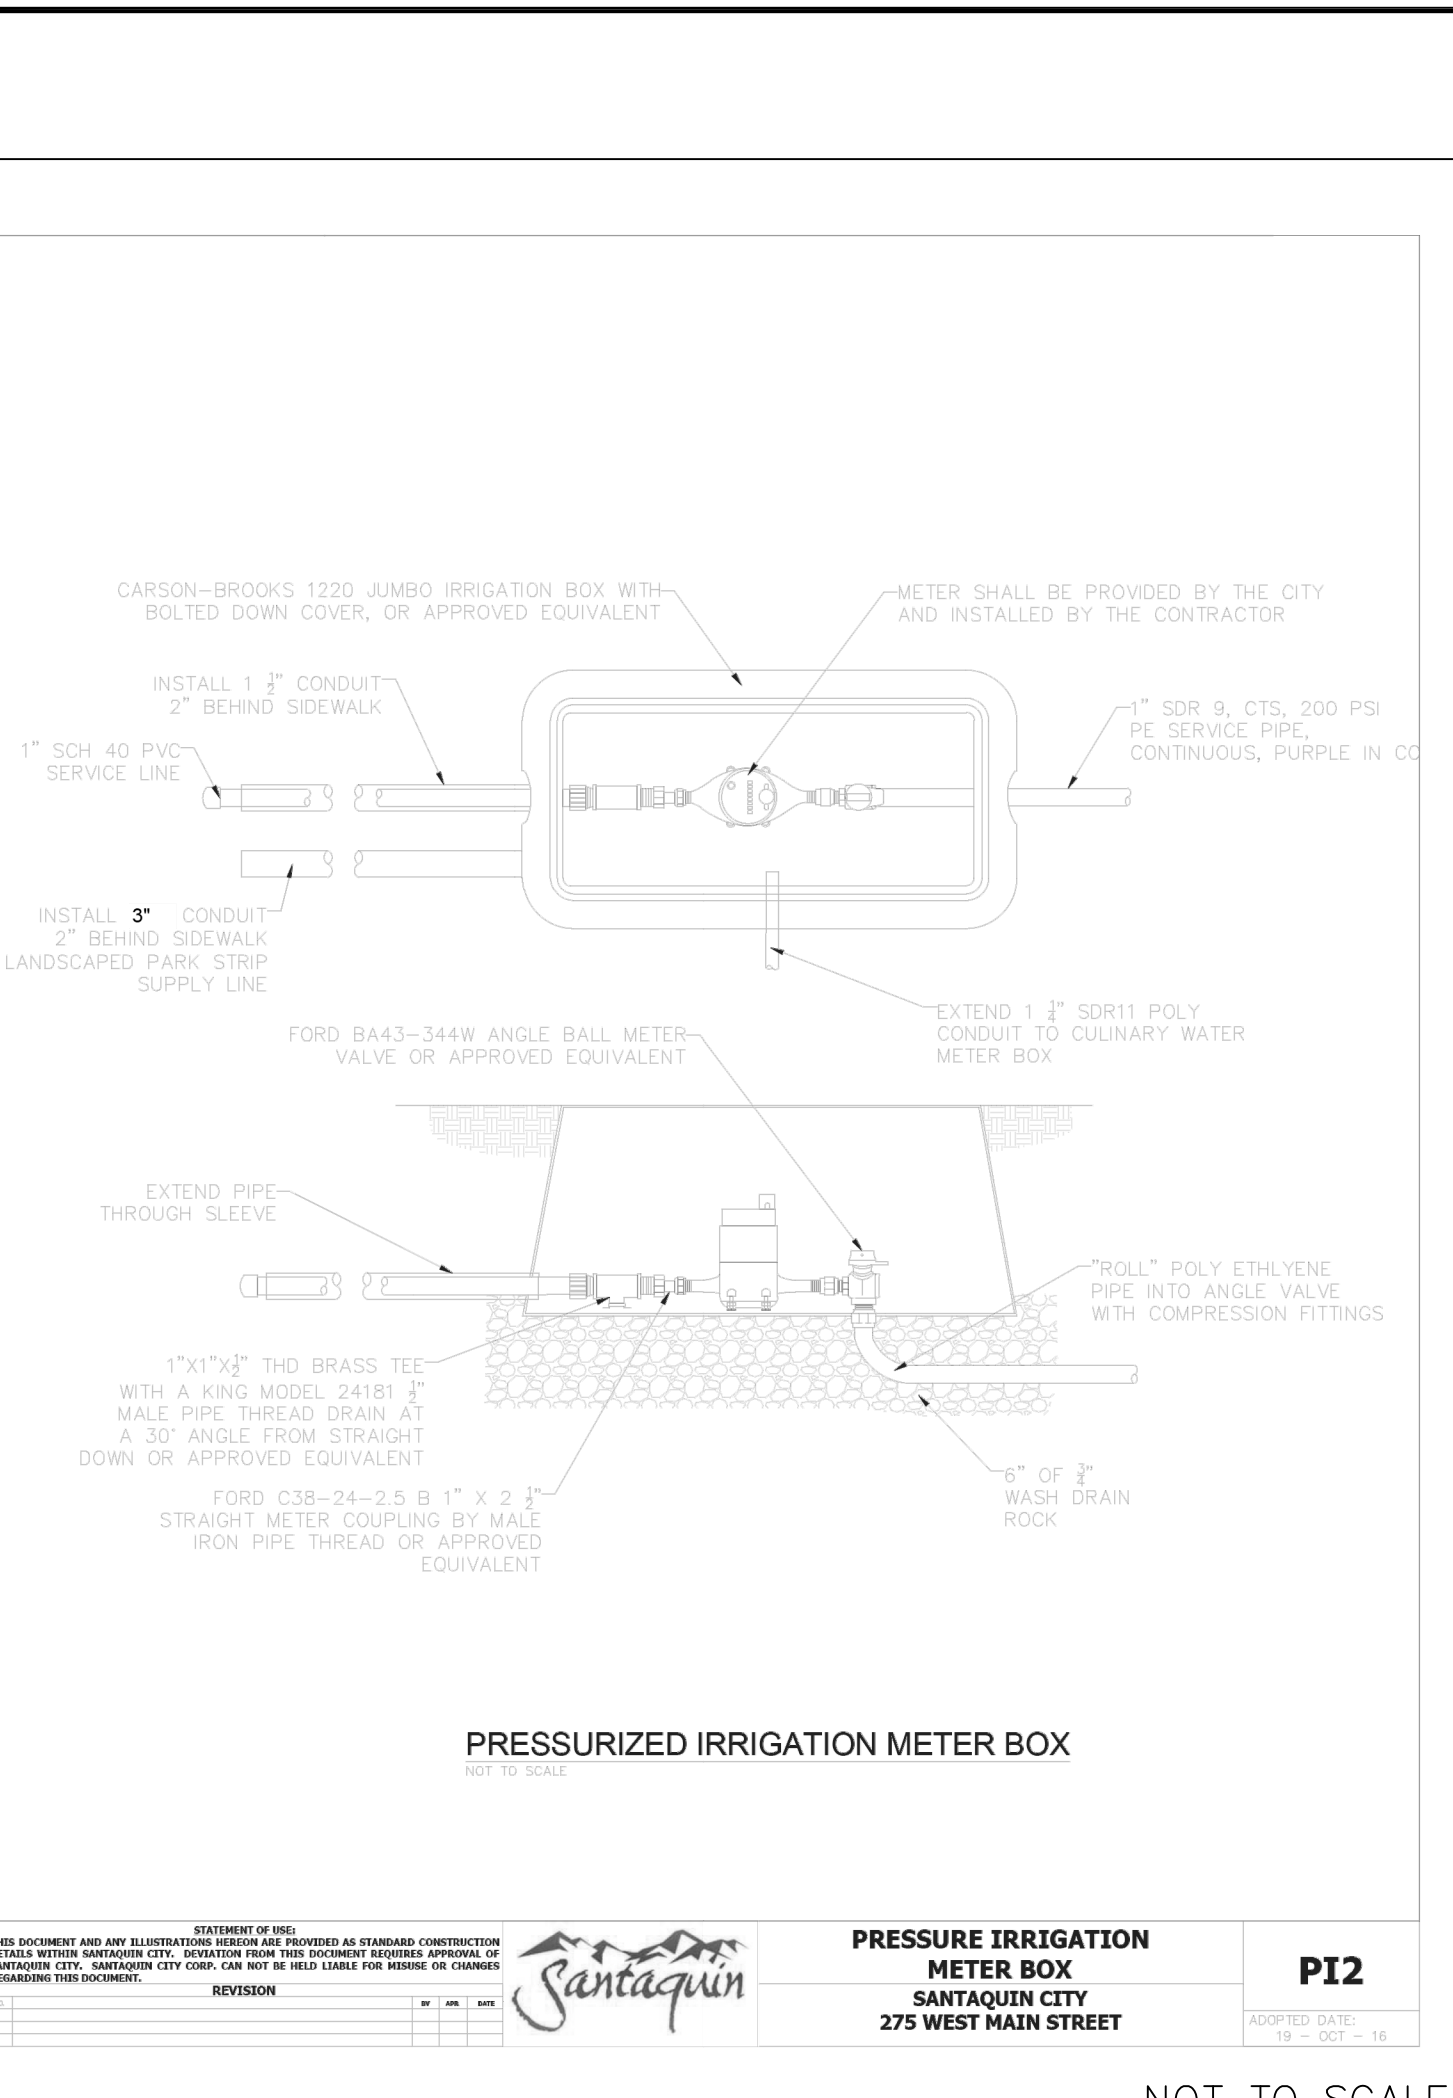 CARSON-BROOKS 1220 JUMBO IRRIGATION BOX WITH
BOLTED DOWN COVER, OR APPROVED EQUIVALENT
METER SHALL BE PROVIDED BY THE CITY
AND INSTALLED BY THE CONTRACTOR
INSTALL 1 1/2" CONDUIT
2" BEHIND SIDEWALK
1" SCH 40 PVC
SERVICE LINE
1" SDR 9, CTS, 200 PSI
PE SERVICE PIPE,
CONTINUOUS, PURPLE IN CO
INSTALL 3" CONDUIT
2" BEHIND SIDEWALK
LANDSCAPED PARK STRIP
SUPPLY LINE
EXTEND 1 1/4" SDR11 POLY
CONDUIT TO CULINARY WATER
METER BOX
FORD BA43-344W ANGLE BALL METER
VALVE OR APPROVED EQUIVALENT
EXTEND PIPE
THROUGH SLEEVE
"ROLL" POLY ETHLYENE
PIPE INTO ANGLE VALVE
WITH COMPRESSION FITTINGS
1"X1"X1/2" THD BRASS TEE
WITH A KING MODEL 24181 1/2"
MALE PIPE THREAD DRAIN AT
A 30° ANGLE FROM STRAIGHT
DOWN OR APPROVED EQUIVALENT
FORD C38-24-2.5 B 1" X 2 1/2"
STRAIGHT METER COUPLING BY MALE
IRON PIPE THREAD OR APPROVED
EQUIVALENT
6" OF 3/4"
WASH DRAIN
ROCK
PRESSURIZED IRRIGATION METER BOX
NOT TO SCALE
STATEMENT OF USE:
HIS DOCUMENT AND ANY ILLUSTRATIONS HEREON ARE PROVIDED AS STANDARD CONSTRUCTION
ETAILS WITHIN SANTAQUIN CITY. DEVIATION FROM THIS DOCUMENT REQUIRES APPROVAL OF
ANTAQUIN CITY. SANTAQUIN CITY CORP. CAN NOT BE HELD LIABLE FOR MISUSE OR CHANGES
EGARDING THIS DOCUMENT.
REVISION
BY APR. DATE
Santaquin
PRESSURE IRRIGATION
METER BOX
SANTAQUIN CITY
275 WEST MAIN STREET
PI2
ADOPTED DATE:
19 - OCT - 16
NOT TO SCALE